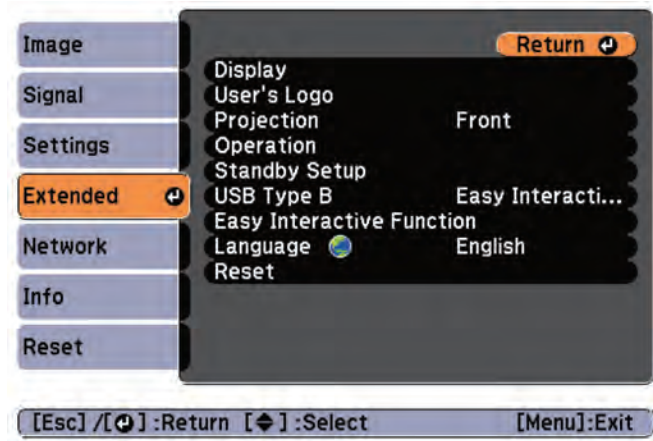 Image
Signal
Settings
Extended
Network
Info
Reset
Return
Display
User's Logo
Projection Front
Operation
Standby Setup
USB Type B Easy Interacti...
Easy Interactive Function
Language English
Reset
[Esc] /[⏎] :Return [◆] :Select [Menu]:Exit